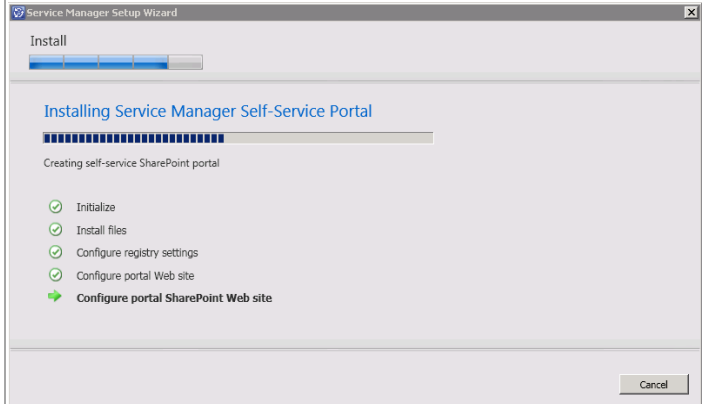 Service Manager Setup Wizard
Install
Installing Service Manager Self-Service Portal
Creating self-service SharePoint portal
Initialize
Install files
Configure registry settings
Configure portal Web site
Configure portal SharePoint Web site
Cancel